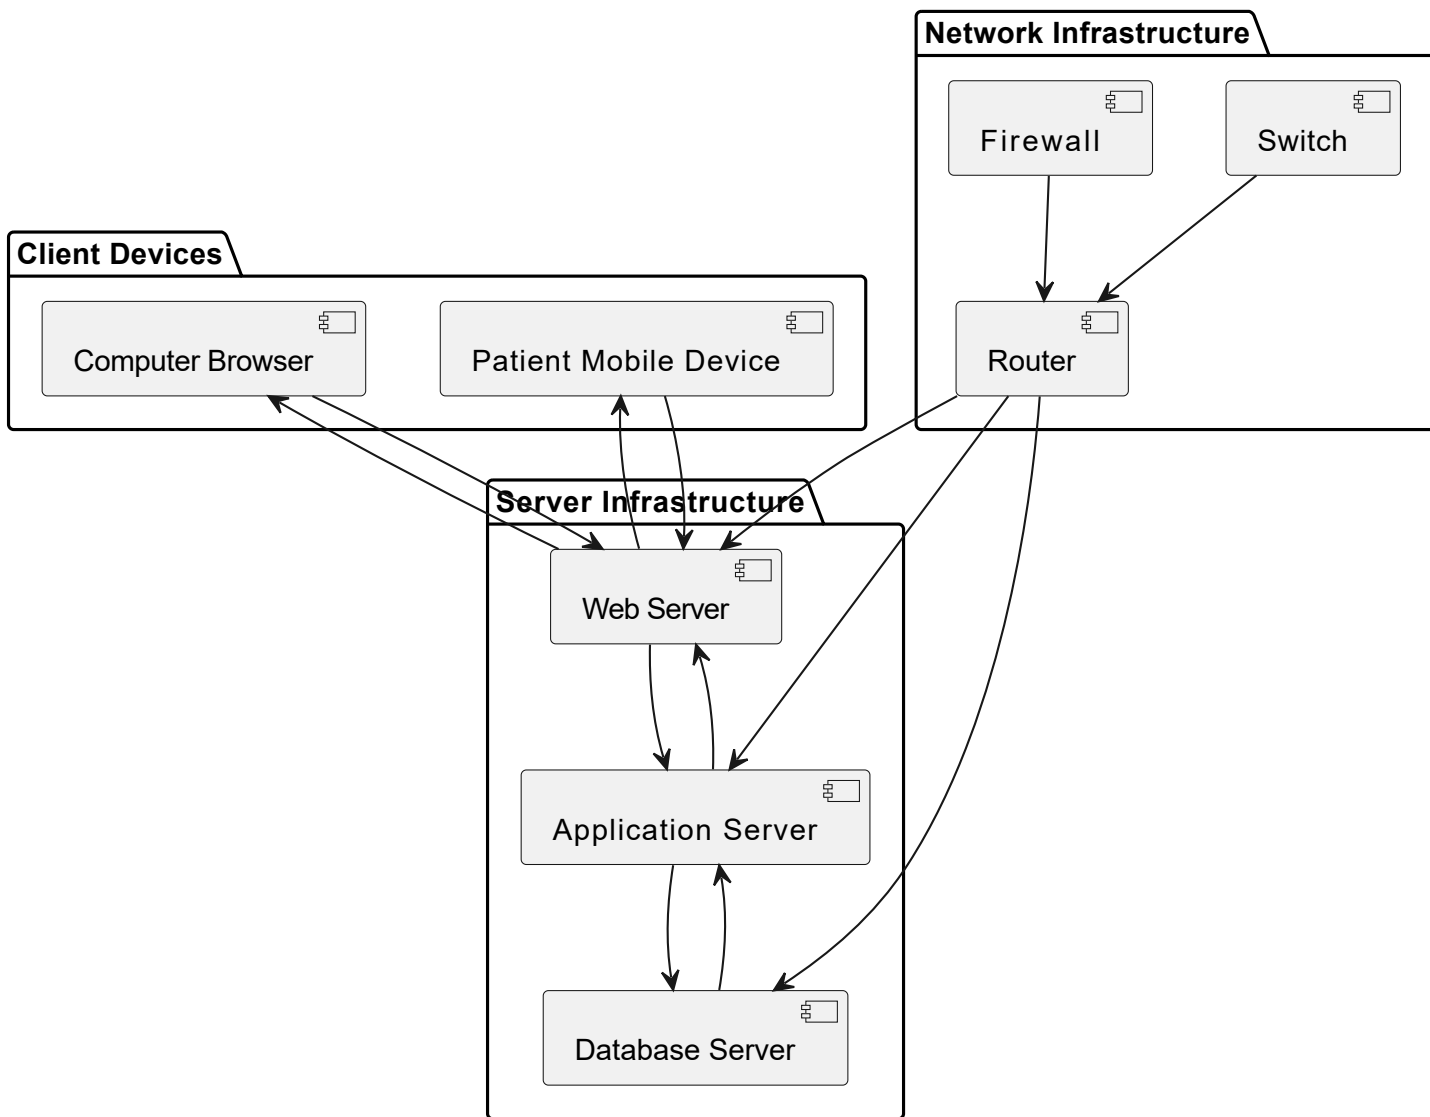 Network Infrastructure
Firewall
Switch
Client Devices
Computer Browser
Patient Mobile Device
Router
Server Infrastructure
Web Server
Application Server
Database Server